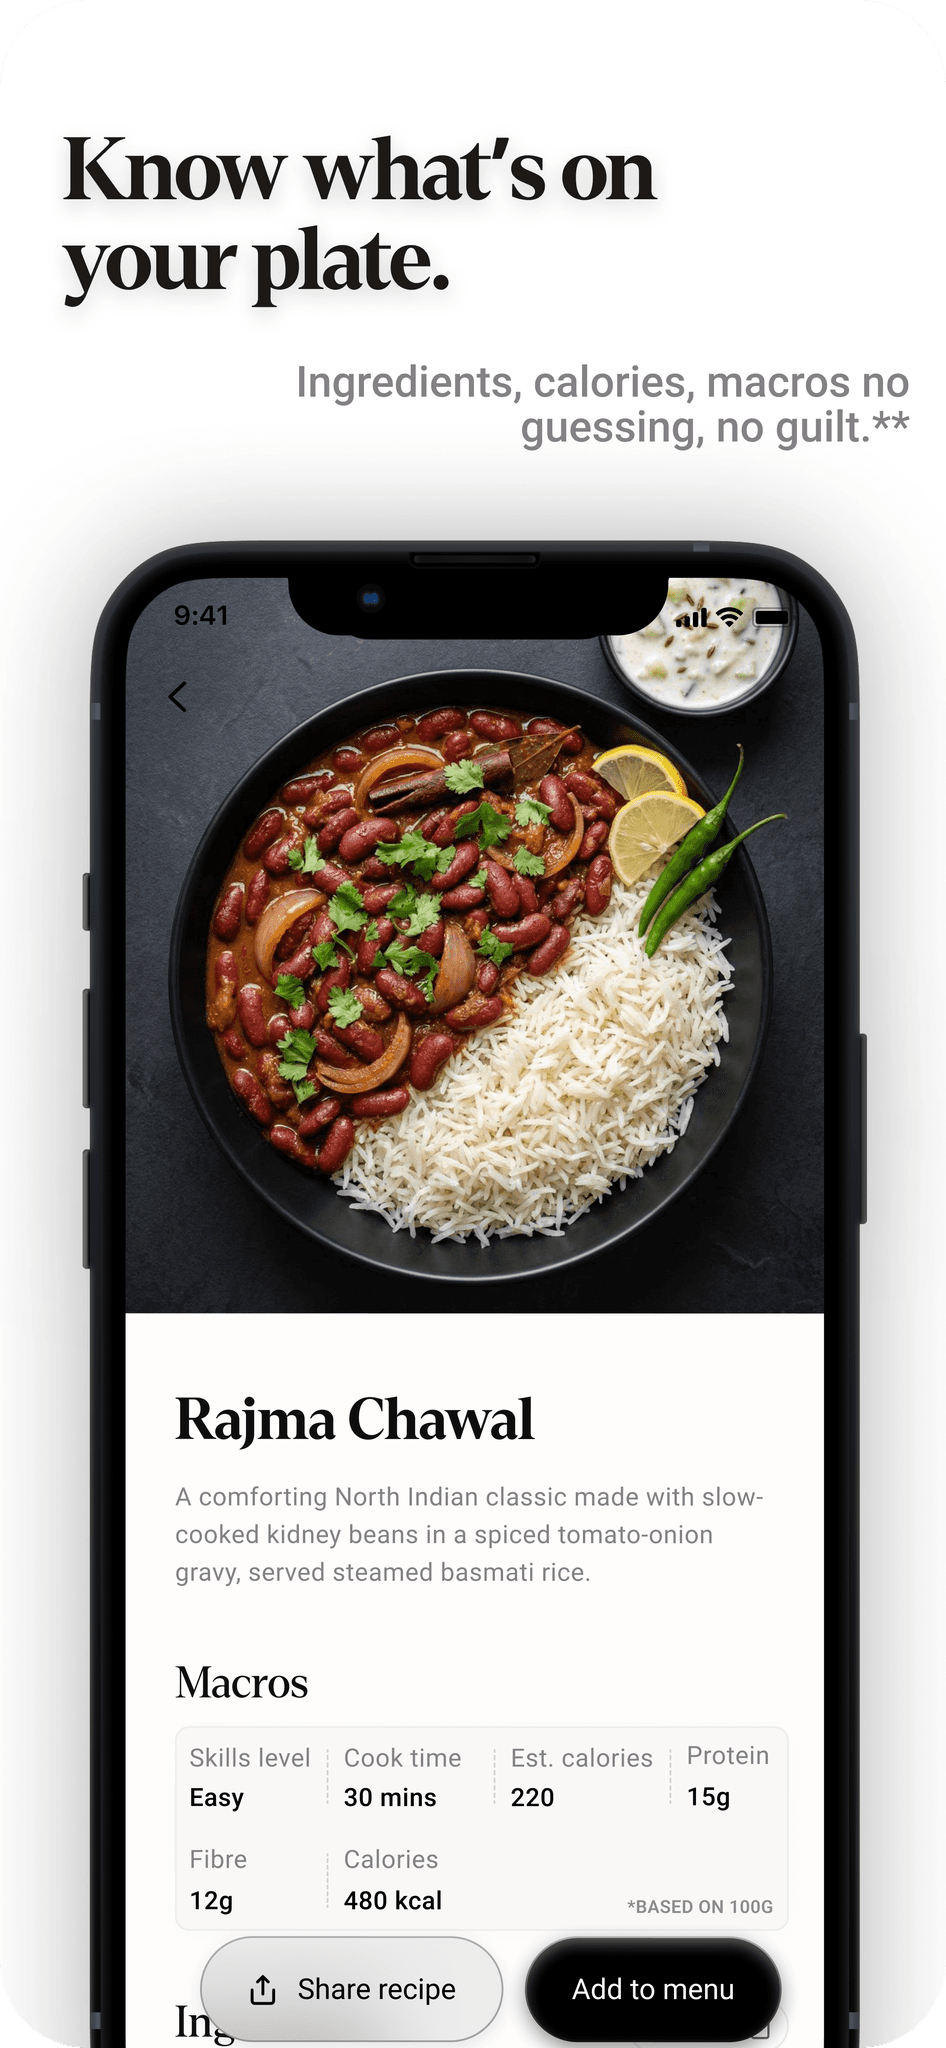 Know what's on
your plate.
Ingredients, calories, macros no
guessing, no guilt.**
9:41
Rajma Chawal
A comforting North Indian classic made with slow-
cooked kidney beans in a spiced tomato-onion
gravy, served steamed basmati rice.
Macros
Skills level Cook time Est. calories Protein
Easy 30 mins 220 15g
Fibre Calories
12g 480 kcal *BASED ON 100G
Share recipe Add to menu